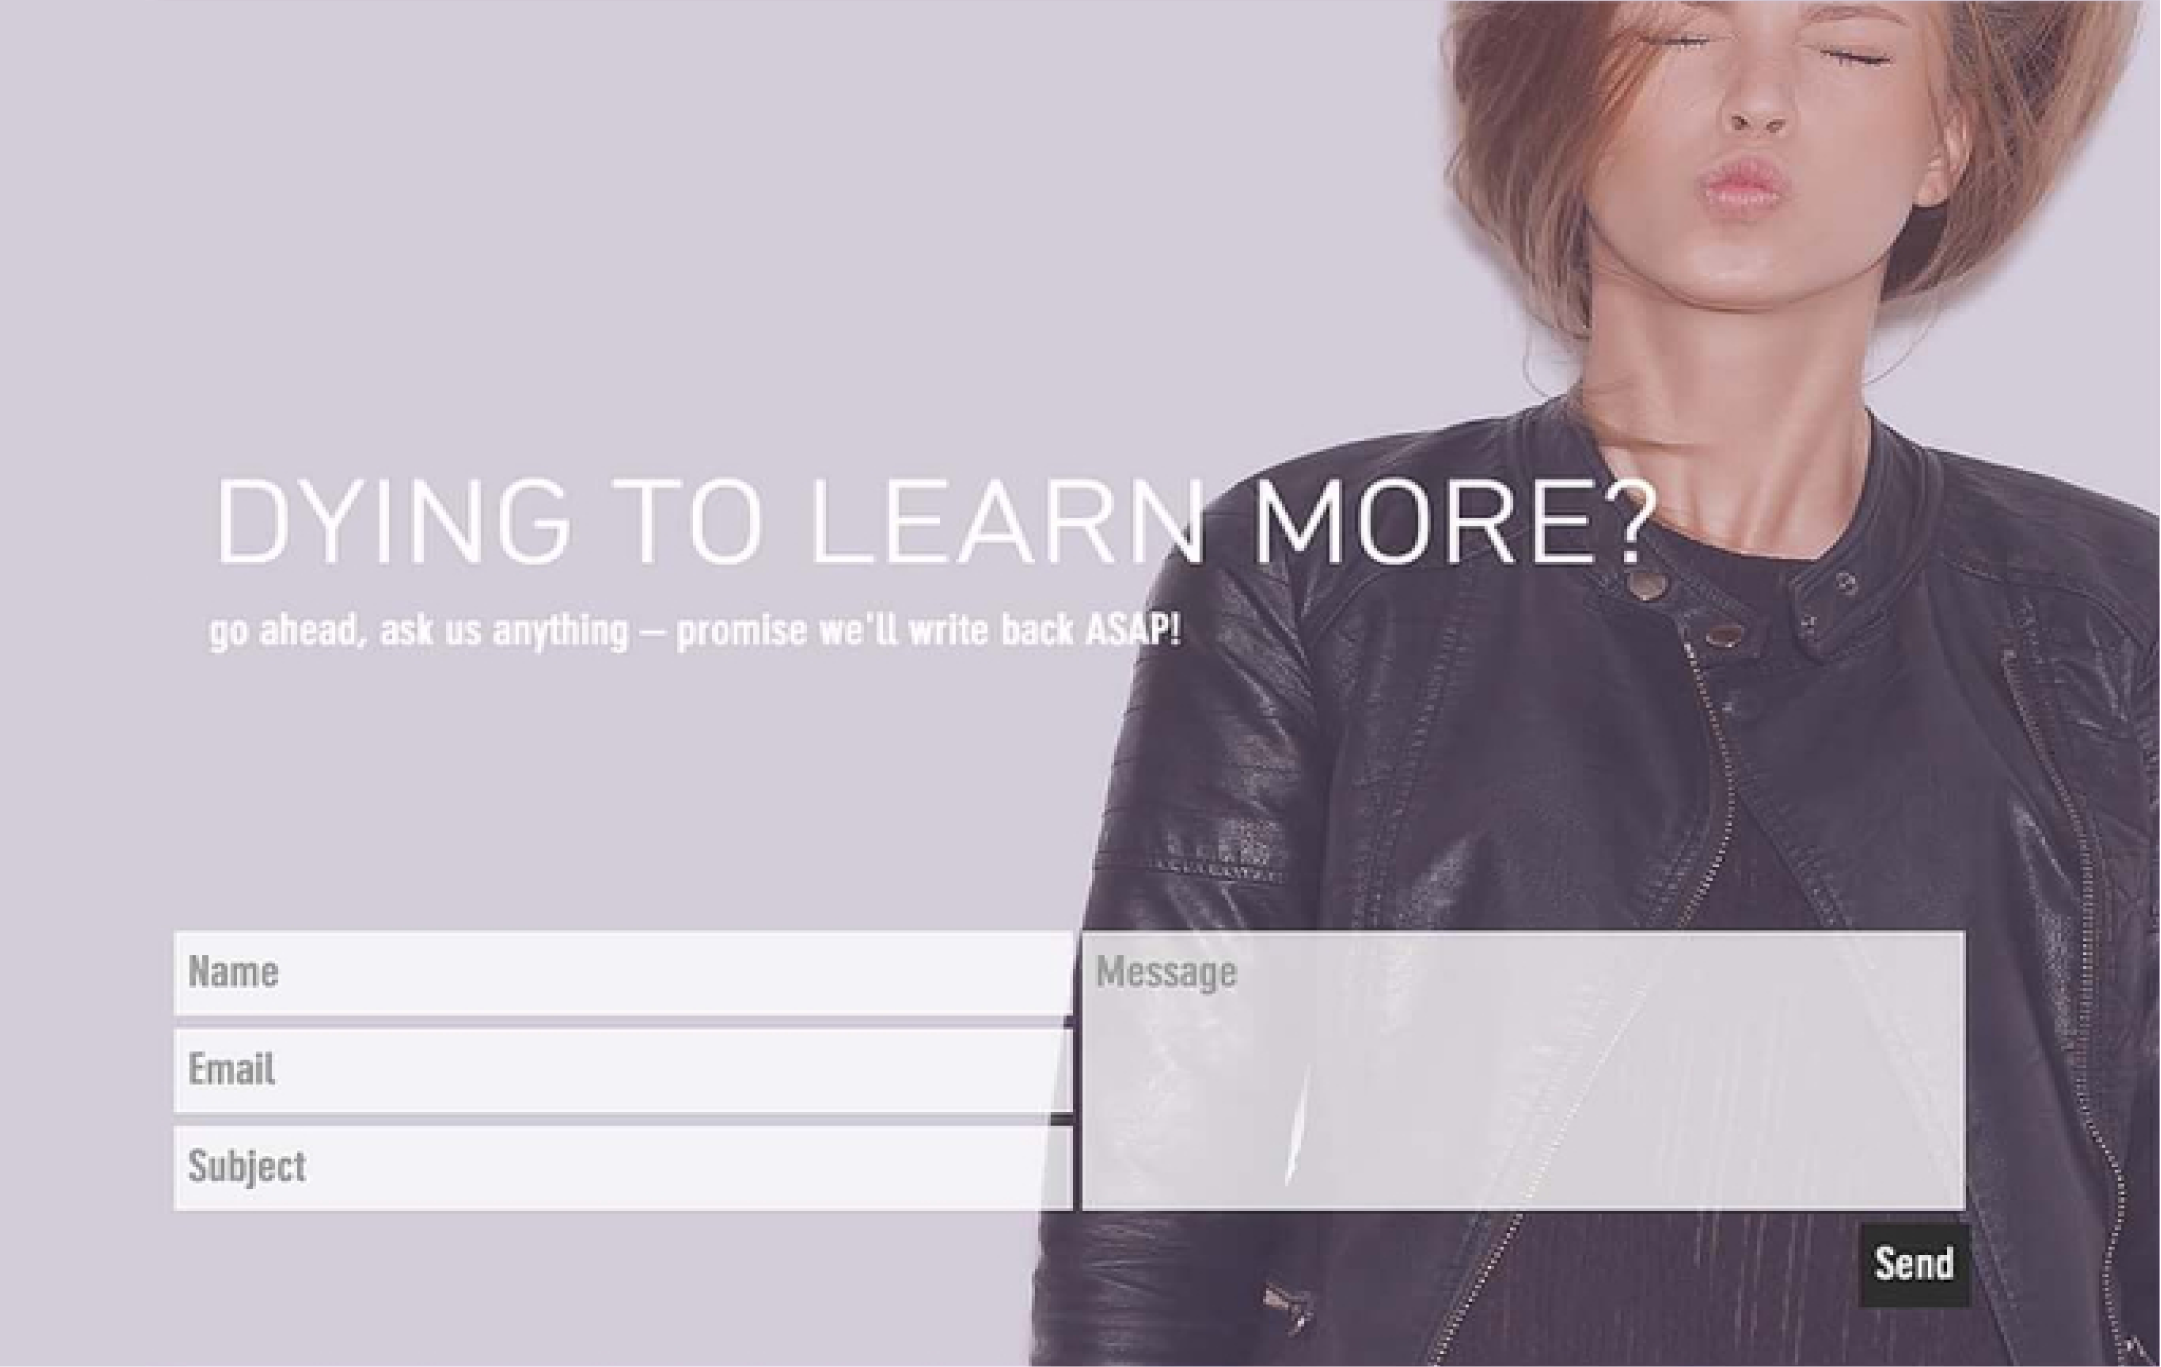 DYING TO LEARN MORE?
go ahead, ask us anything – promise we'll write back ASAP!
Name
Message
Email
Subject
Send